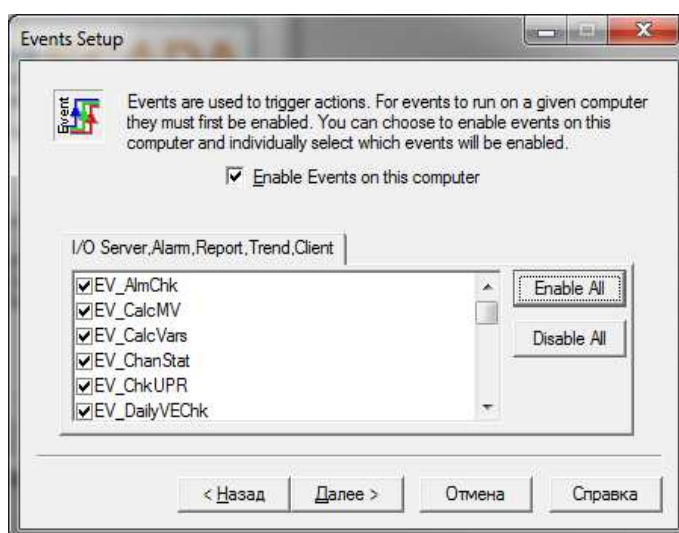 Events Setup
Event
Events are used to trigger actions. For events to run on a given computer
they must first be enabled. You can choose to enable events on this
computer and individually select which events will be enabled.
Enable Events on this computer
I/O Server,Alarm,Report,Trend,Client
EV_AlmChk
EV_CalcMV
EV_CalcVars
EV_ChanStat
EV_ChkUPR
EV_DailyVEChk
Enable All
Disable All
< Назад
Далее >
Отмена
Справка